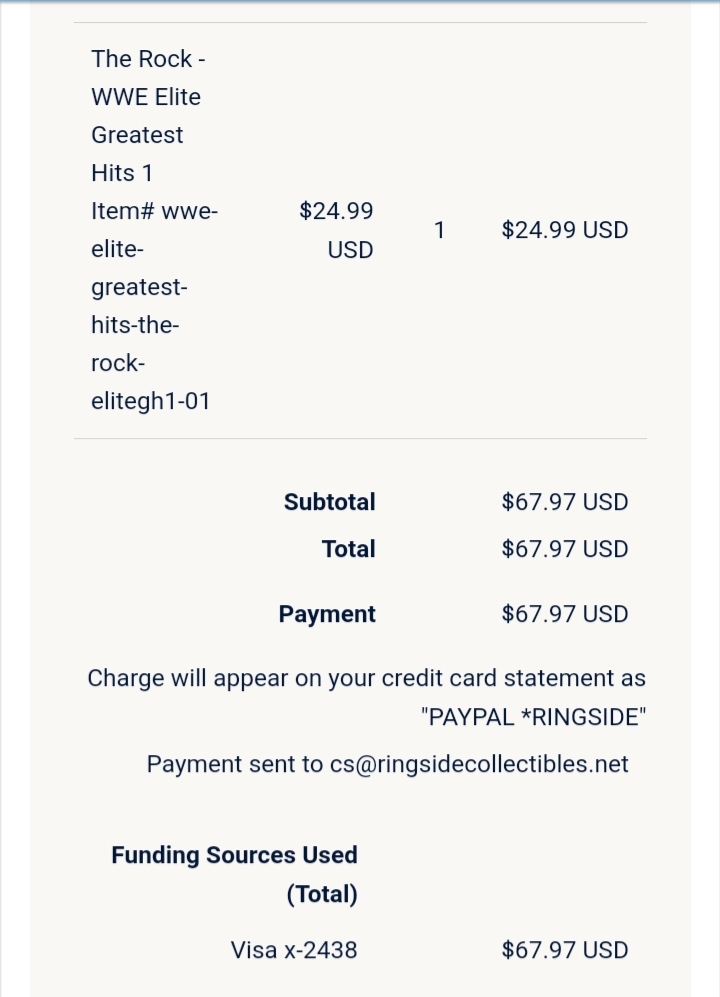 The Rock -
WWE Elite
Greatest
Hits 1
Item# wwe-
elite-
greatest-
hits-the-
rock-
elitegh1-01
$24.99
USD
1
$24.99 USD
Subtotal $67.97 USD
Total $67.97 USD
Payment $67.97 USD
Charge will appear on your credit card statement as
"PAYPAL *RINGSIDE"
Payment sent to cs@ringsidecollectibles.net
Funding Sources Used
(Total)
Visa x-2438 $67.97 USD